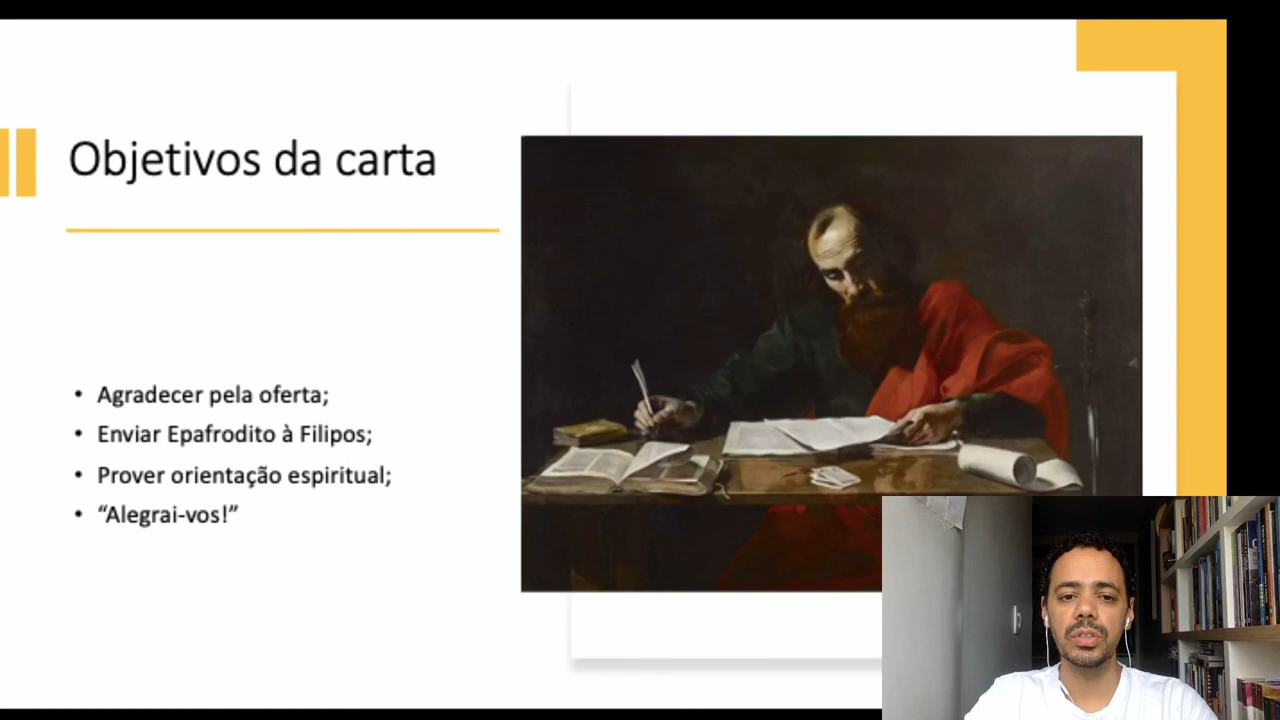 Objetivos da carta
• Agradecer pela oferta;
• Enviar Epafrodito à Filipos;
• Prover orientação espiritual;
• “Alegrai-vos!”